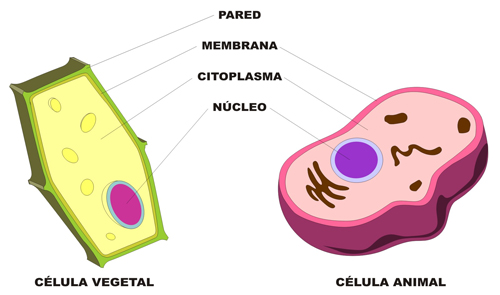 PARED
MEMBRANA
CITOPLASMA
NÚCLEO
CÉLULA VEGETAL
CÉLULA ANIMAL